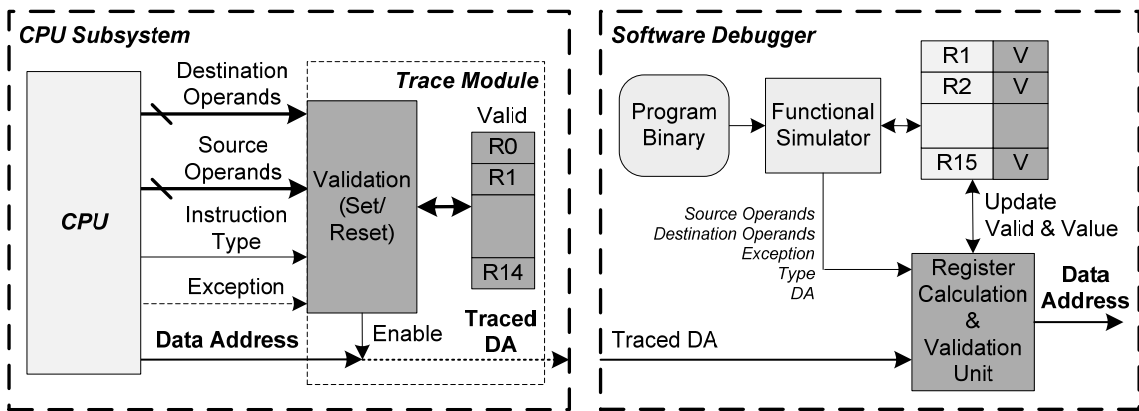 CPU Subsystem
CPU
Destination
Operands
Source
Operands
Instruction
Type
Exception
Data Address
Trace Module
Validation
(Set/
Reset)
Valid
R0
R1
R14
Enable
Traced
DA
Software Debugger
Program
Binary
Functional
Simulator
R1 V
R2 V
R15 V
Source Operands
Destination Operands
Exception
Type
DA
Update
Valid & Value
Traced DA
Register
Calculation
&
Validation
Unit
Data
Address